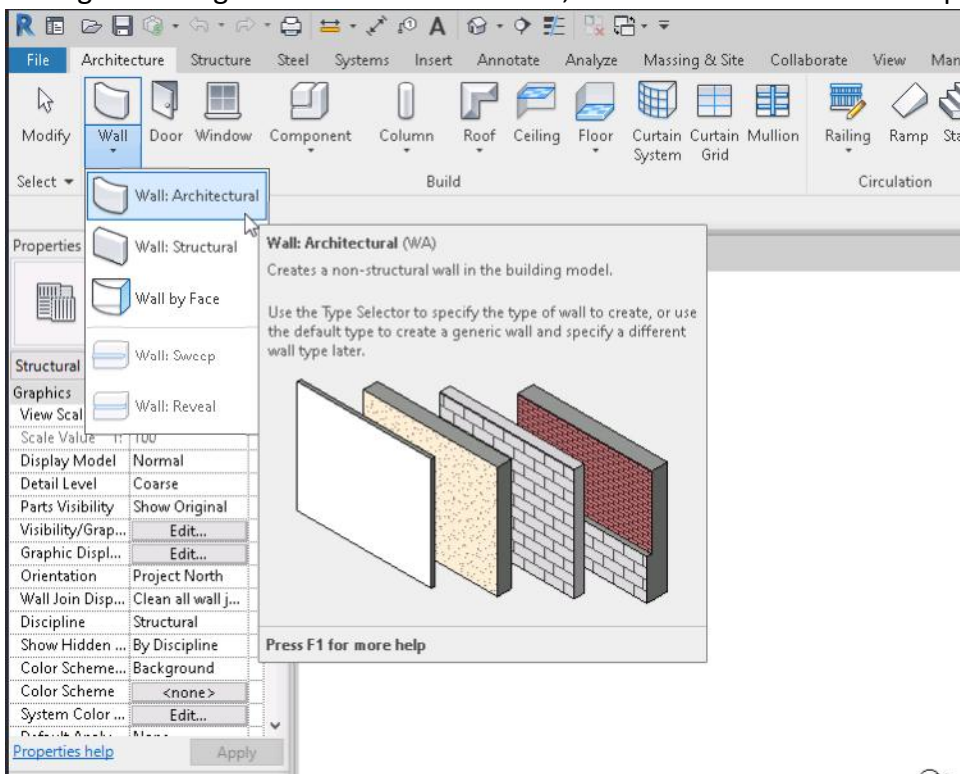 File Architecture Structure Steel Systems Insert Annotate Analyze Massing & Site Collaborate View Man
Modify Wall Door Window Component Column Roof Ceiling Floor Curtain System Curtain Grid Mullion Railing Ramp Sta
Select Build Circulation
Wall: Architectural
Wall: Structural
Wall by Face
Wall: Sweep
Wall: Reveal
Wall: Architectural (WA)
Creates a non-structural wall in the building model.
Use the Type Selector to specify the type of wall to create, or use
the default type to create a generic wall and specify a different
wall type later.
Press F1 for more help
Properties
Structural
Graphics
View Scal
Scale Value 1: 100
Display Model Normal
Detail Level Coarse
Parts Visibility Show Original
Visibility/Grap... Edit...
Graphic Displ... Edit...
Orientation Project North
Wall Join Disp... Clean all wall j...
Discipline Structural
Show Hidden ... By Discipline
Color Scheme... Background
Color Scheme <none>
System Color ... Edit...
Properties help Apply